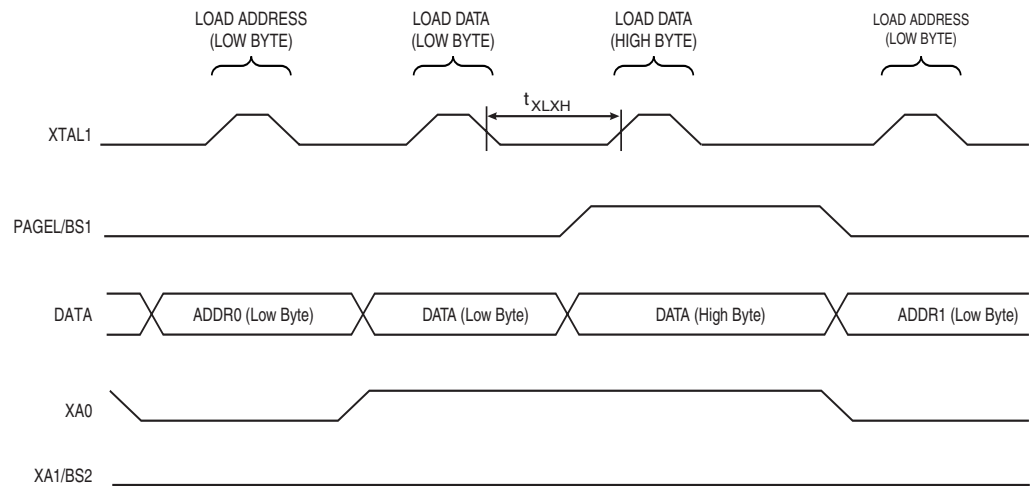 LOAD ADDRESS
(LOW BYTE)
LOAD DATA
(LOW BYTE)
LOAD DATA
(HIGH BYTE)
LOAD ADDRESS
(LOW BYTE)
tXLXH
XTAL1
PAGEL/BS1
DATA
ADDR0 (Low Byte)
DATA (Low Byte)
DATA (High Byte)
ADDR1 (Low Byte)
XA0
XA1/BS2